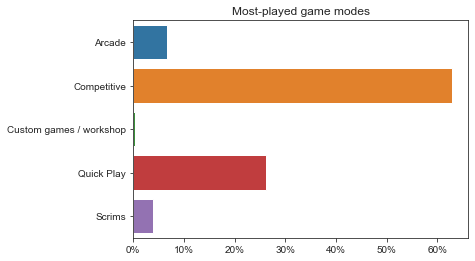 Most-played game modes
Arcade
Competitive
Custom games / workshop
Quick Play
Scrims
0% 10% 20% 30% 40% 50% 60%